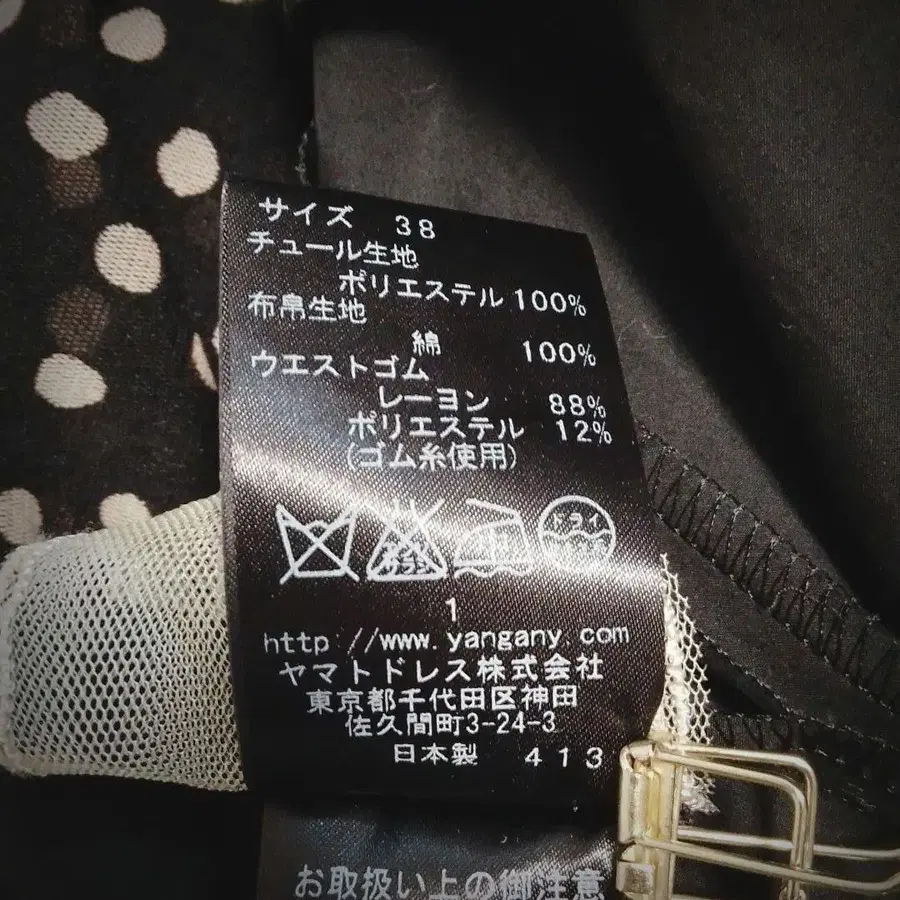 サイズ 38
チュール生地
ポリエステル 100%
布帛生地
綿 100%
ウエストゴム
レーヨン 88%
ポリエステル 12%
(ゴム糸使用)
ドライ
1
http://www.yangany.com
ヤマトドレス株式会社
東京都千代田区神田
佐久間町3-24-3
日本製 413
お取扱い上の御注意